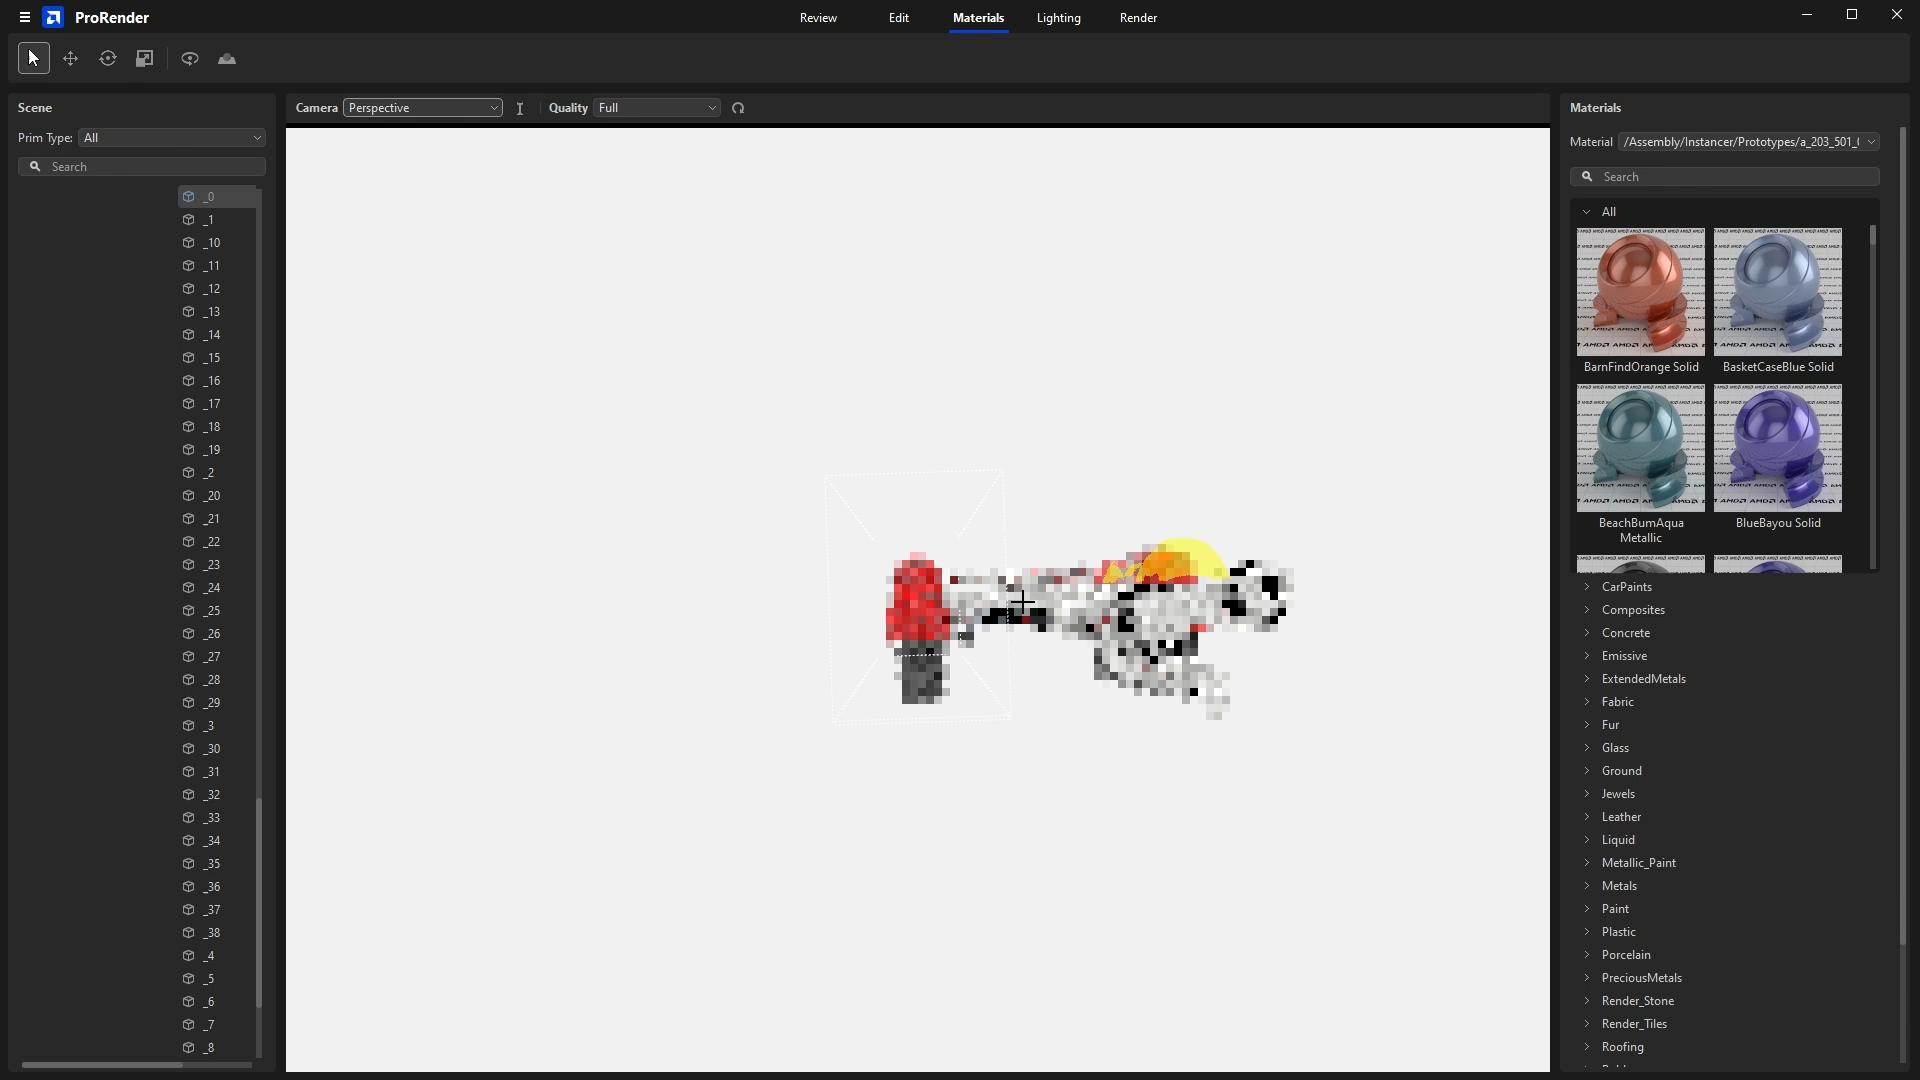 ProRender
Review
Edit
Materials
Lighting
Render
Scene
Prim Type: All
Search
_0
_1
_10
_11
_12
_13
_14
_15
_16
_17
_18
_19
_2
_20
_21
_22
_23
_24
_25
_26
_27
_28
_29
_3
_30
_31
_32
_33
_34
_35
_36
_37
_38
_4
_5
_6
_7
_8
Camera Perspective
Quality Full
Materials
Material /Assembly/Instancer/Prototypes/a_203_501_(
Search
All
BarnFindOrange Solid
BasketCaseBlue Solid
BeachBumAqua
Metallic
BlueBayou Solid
CarPaints
Composites
Concrete
Emissive
ExtendedMetals
Fabric
Fur
Glass
Ground
Jewels
Leather
Liquid
Metallic_Paint
Metals
Paint
Plastic
Porcelain
PreciousMetals
Render_Stone
Render_Tiles
Roofing